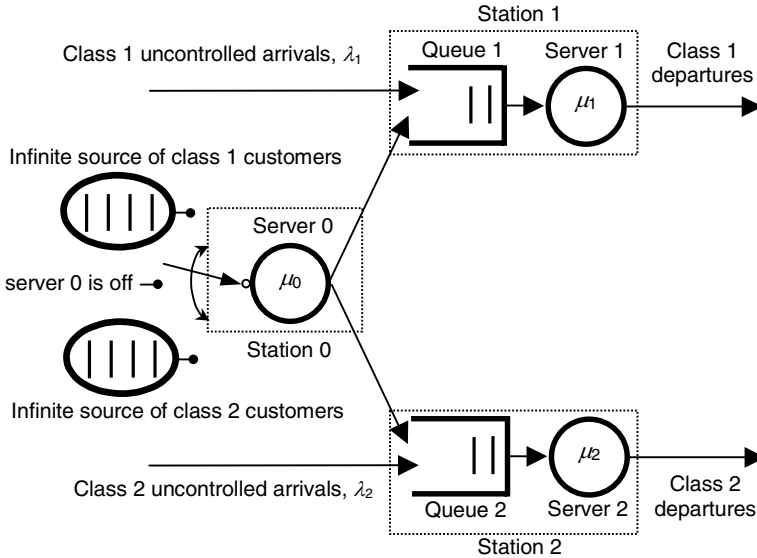 Station 1
Class 1 uncontrolled arrivals, λ1
Queue 1
Server 1
Class 1
departures
μ1
Infinite source of class 1 customers
Server 0
server 0 is off
μ0
Station 0
Infinite source of class 2 customers
μ2
Class 2 uncontrolled arrivals, λ2
Queue 2
Server 2
Class 2
departures
Station 2